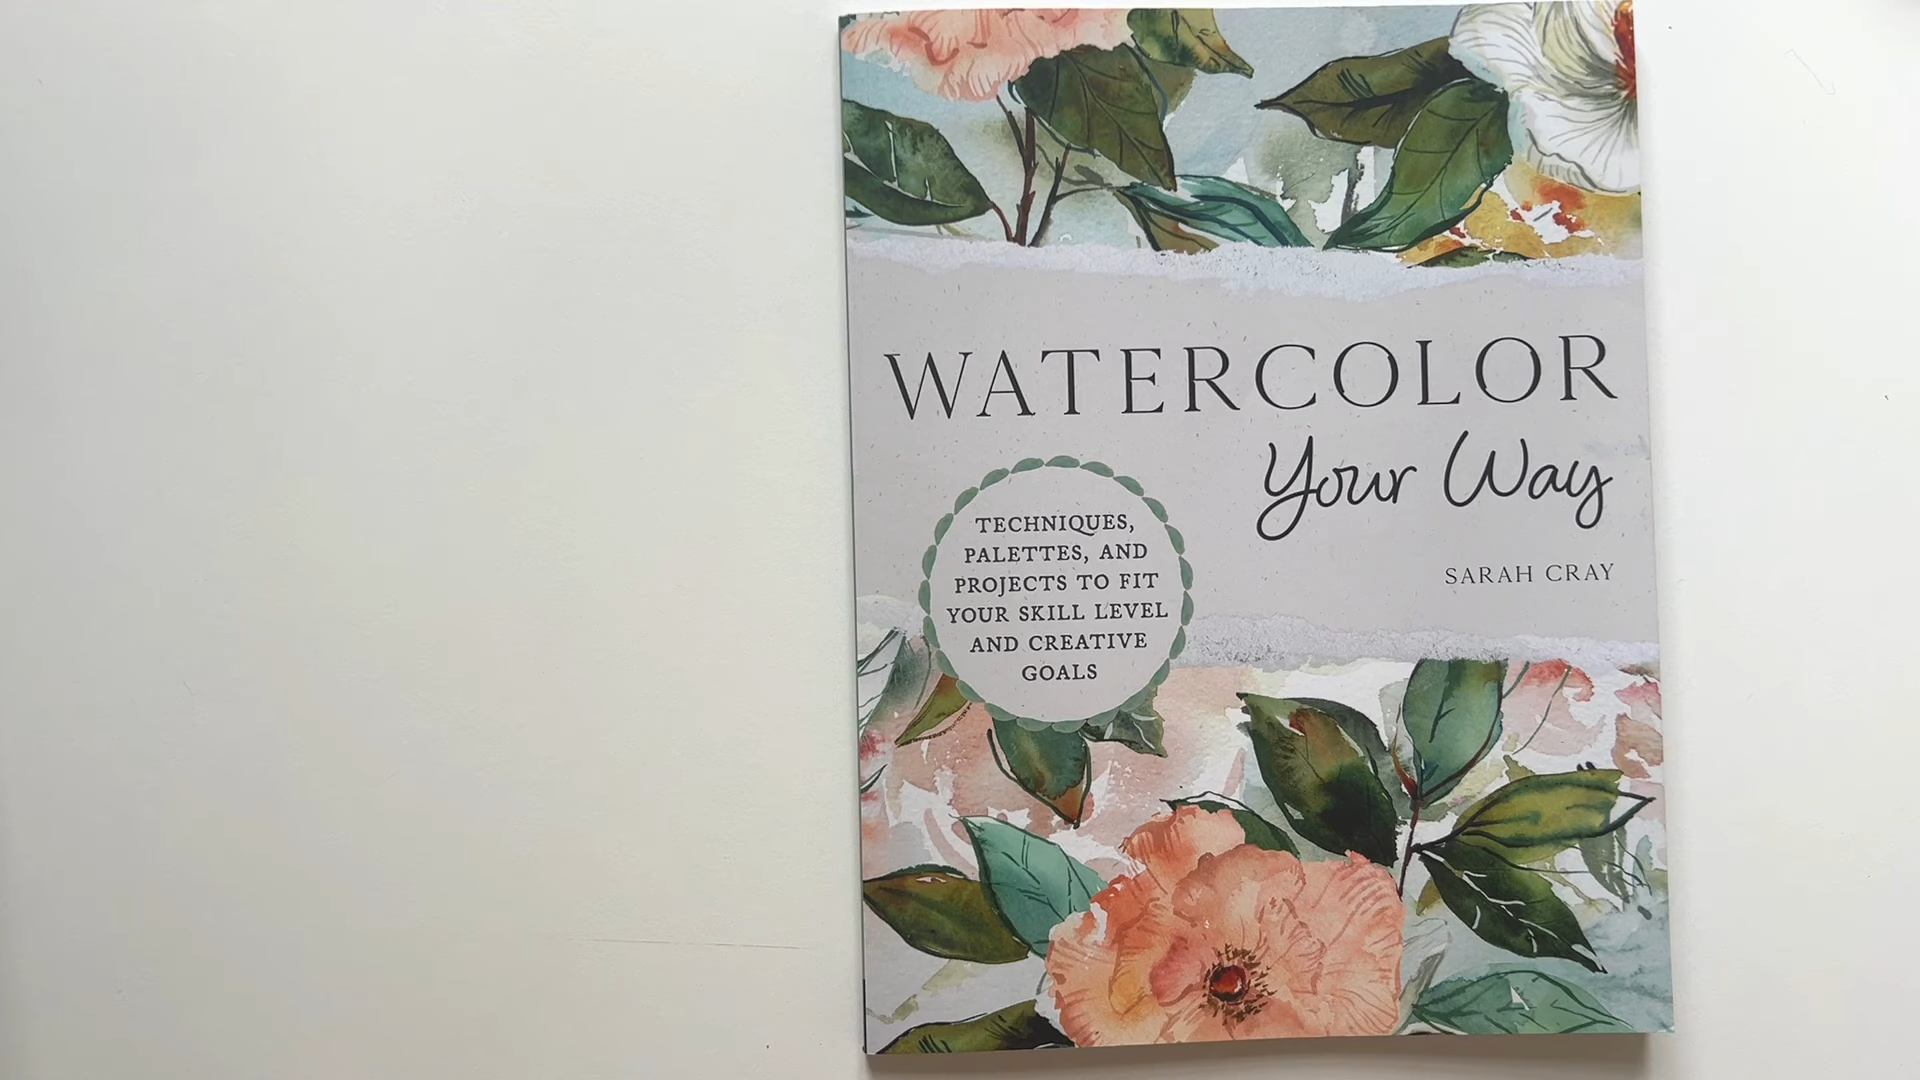 WATERCOLOR
Your Way
SARAH CRAY
TECHNIQUES,
PALETTES, AND
PROJECTS TO FIT
YOUR SKILL LEVEL
AND CREATIVE
GOALS